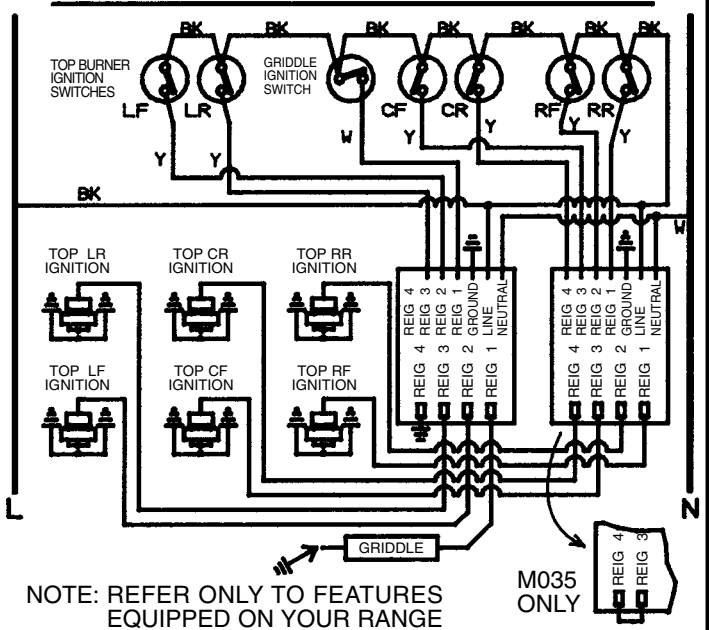 BK BK BK BK BK BK
TOP BURNER
IGNITION
SWITCHES
GRIDDLE
IGNITION
SWITCH
LF LR CF CR RF RR
W Y Y Y Y
Y Y
BK
W
TOP LR
IGNITION
TOP CR
IGNITION
TOP RR
IGNITION
REIG 4
REIG 3
REIG 2
REIG 1
GROUND
LINE
NEUTRAL
REIG 4
REIG 3
REIG 2
REIG 1
GROUND
LINE
NEUTRAL
TOP LF
IGNITION
TOP CF
IGNITION
TOP RF
IGNITION
REIG 4
REIG 3
REIG 2
REIG 1
REIG 4
REIG 3
REIG 2
REIG 1
L
N
GRIDDLE
M035
ONLY
REIG 4
REIG 3
NOTE: REFER ONLY TO FEATURES
EQUIPPED ON YOUR RANGE